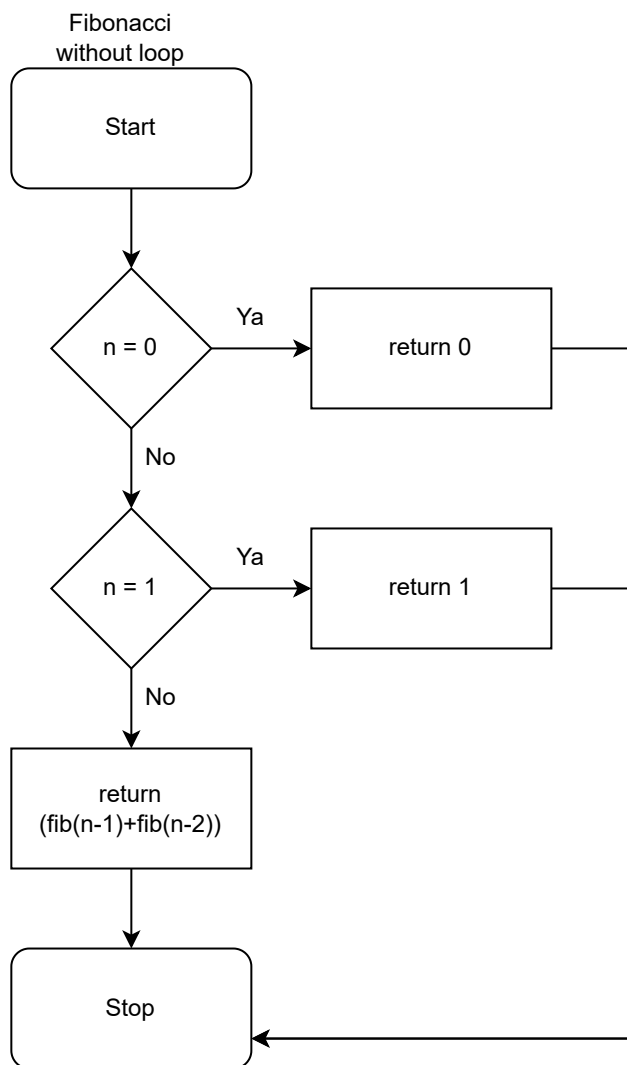 Fibonacci
without loop
Start
n = 0
Ya
return 0
No
n = 1
Ya
return 1
No
return
(fib(n-1)+fib(n-2))
Stop